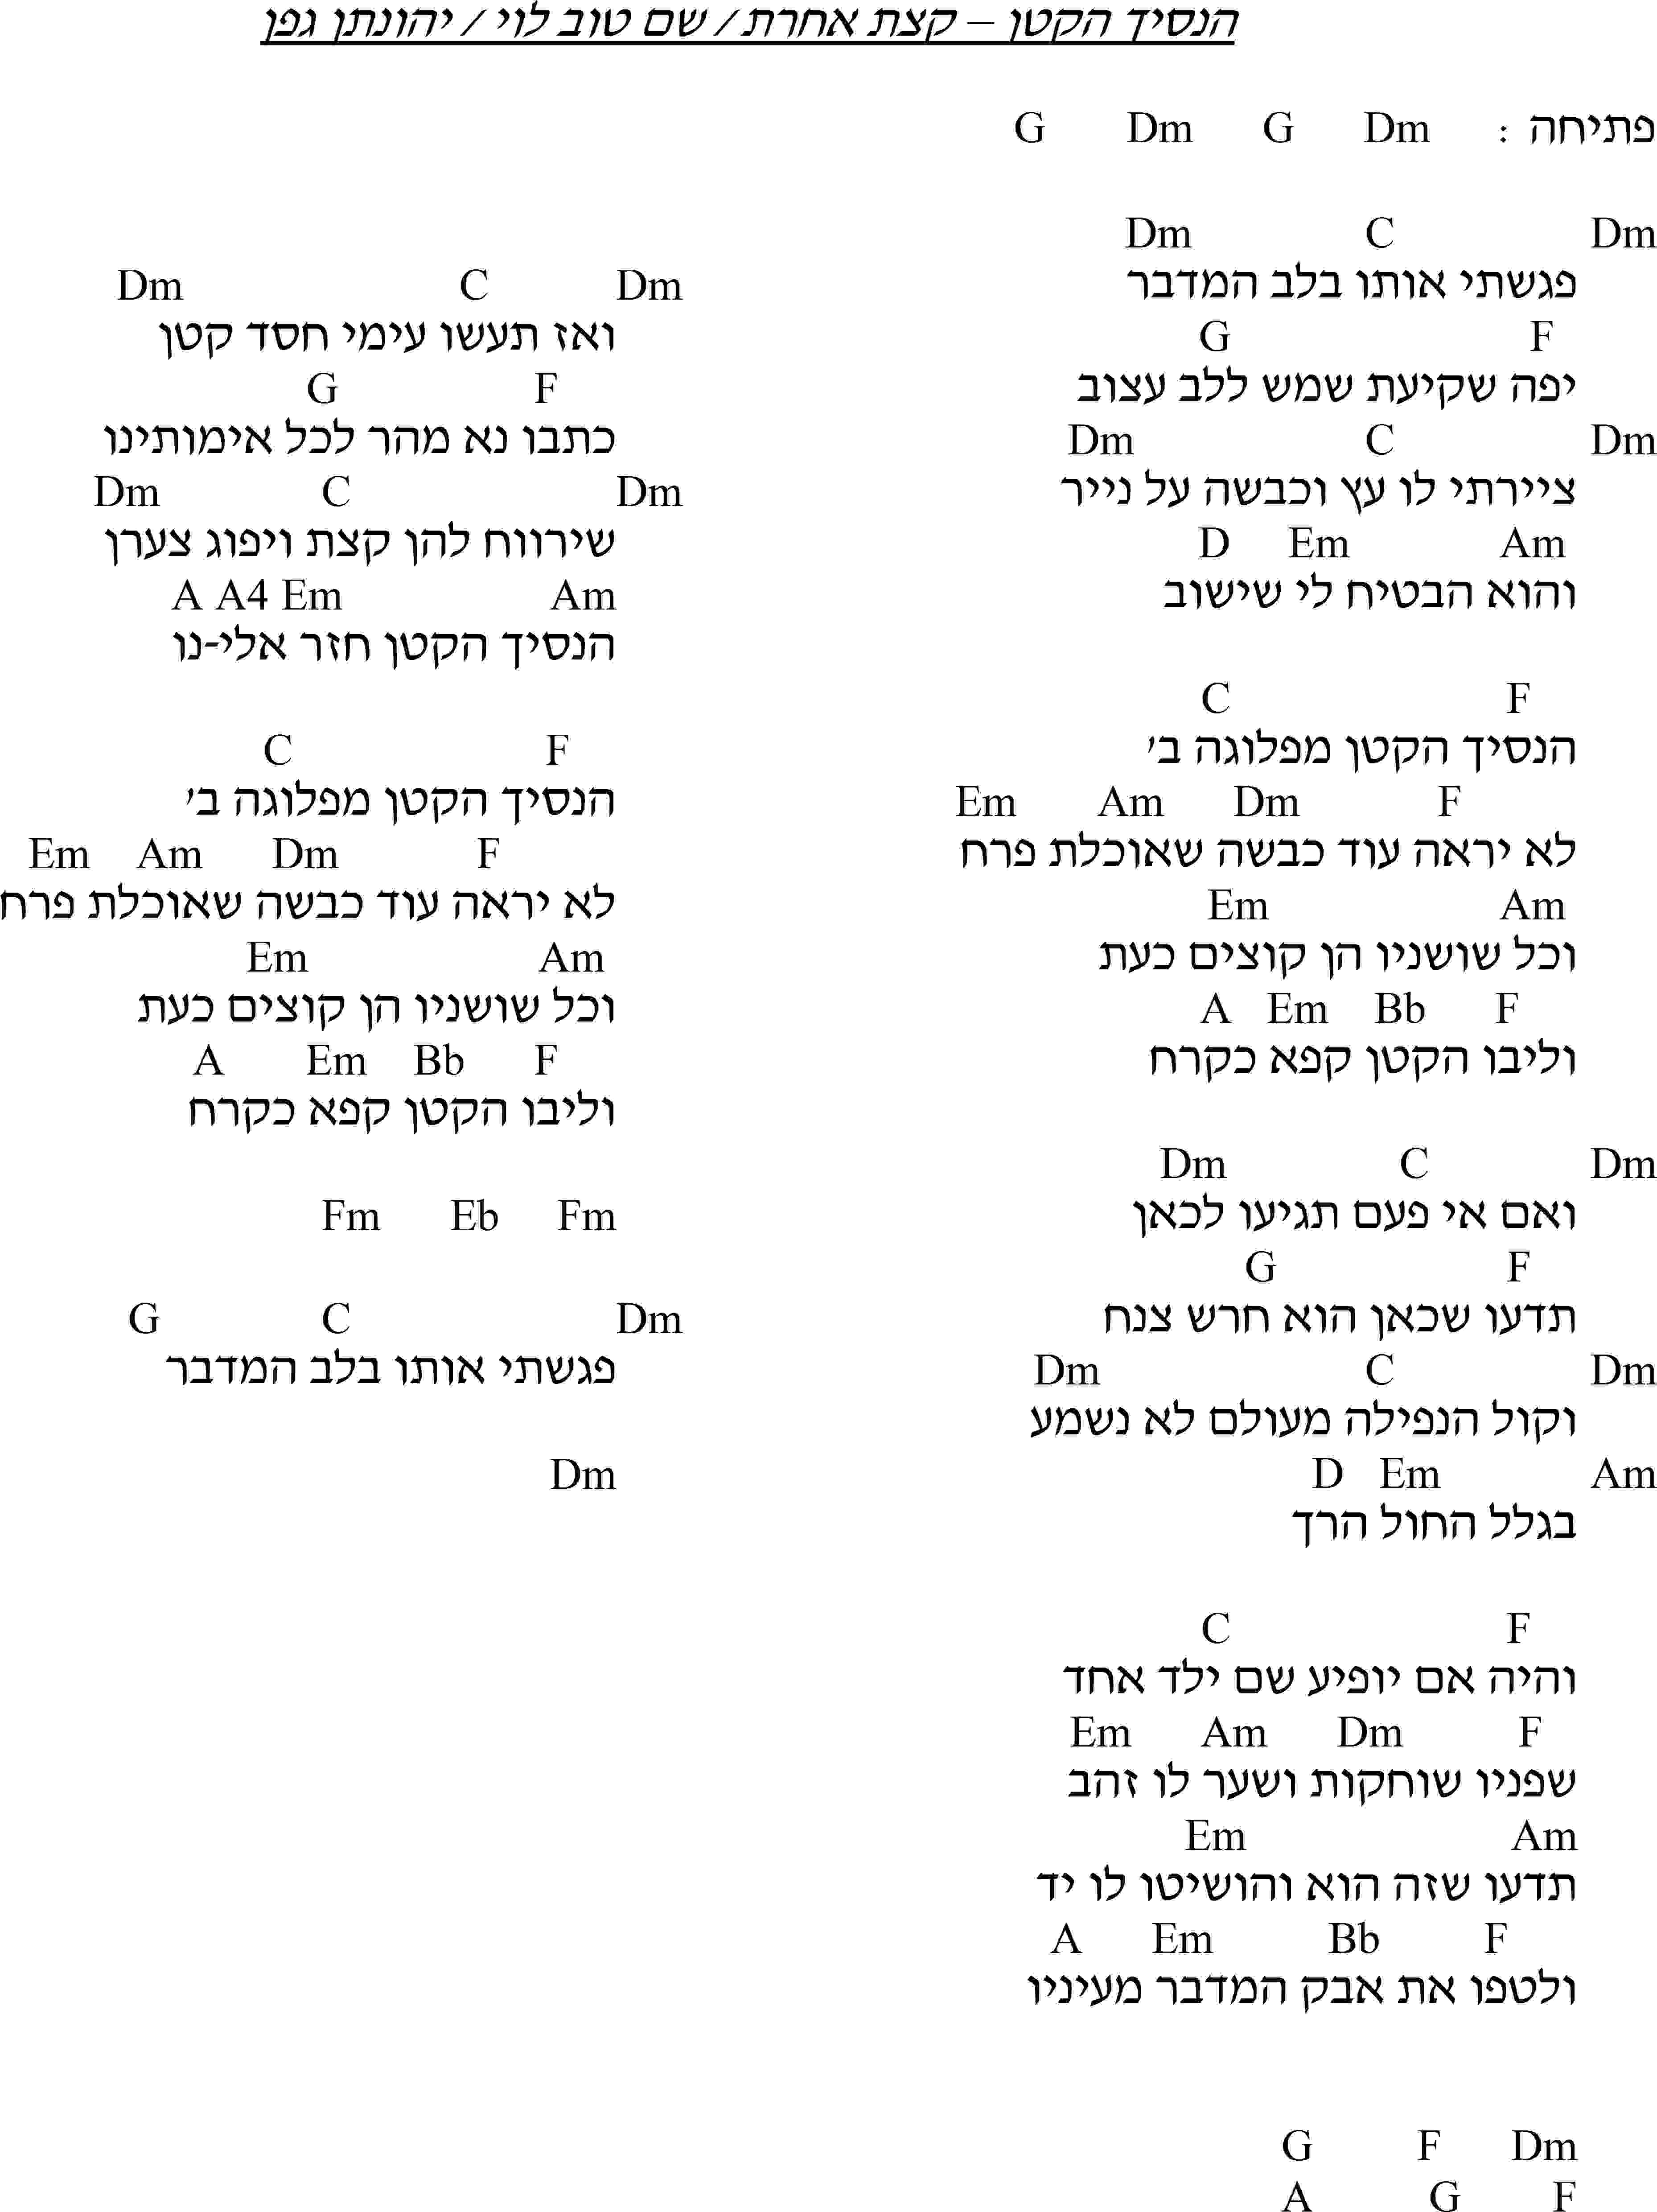 הנסיך הקטן – קצת אחרת / שם טוב לוי / יהונתן גפן
פתיחה : Dm G Dm G
Dm C Dm
פגשתי אותו בלב המדבר
F G
יפה שקיעת שמש ללב עצוב
Dm C Dm
ציירתי לו עץ וכבשה על נייר
Am Em D
והוא הבטיח לי שישוב
F C
הנסיך הקטן מפלוגה ב'
F Dm Am Em
לא יראה עוד כבשה שאוכלת פרח
Am Em
וכל שושניו הן קוצים כעת
F Bb Em A
וליבו הקטן קפא כקרח
Dm C Dm
ואם אי פעם תגיעו לכאן
F G
תדעו שכאן הוא חרש צנח
Dm C Dm
וקול הנפילה מעולם לא נשמע
Am Em D
בגלל החול הרך
F C
והיה אם יופיע שם ילד אחד
F Dm Am Em
שפניו שוחקות ושער לו זהב
Am Em
תדעו שזה הוא והושיטו לו יד
F Bb Em A
ולטפו את אבק המדבר מעיניו
Dm F G
F G A
Dm C Dm
ואז תעשו עימי חסד קטן
F G
כתבו נא מהר לכל אימותינו
Dm C Dm
שירווח להן קצת ויפוג צערן
Am Em A4 A
הנסיך הקטן חזר אלי-נו
F C
הנסיך הקטן מפלוגה ב'
F Dm Am Em
לא יראה עוד כבשה שאוכלת פרח
Am Em
וכל שושניו הן קוצים כעת
F Bb Em A
וליבו הקטן קפא כקרח
Fm Eb Fm
Dm C G
פגשתי אותו בלב המדבר
Dm